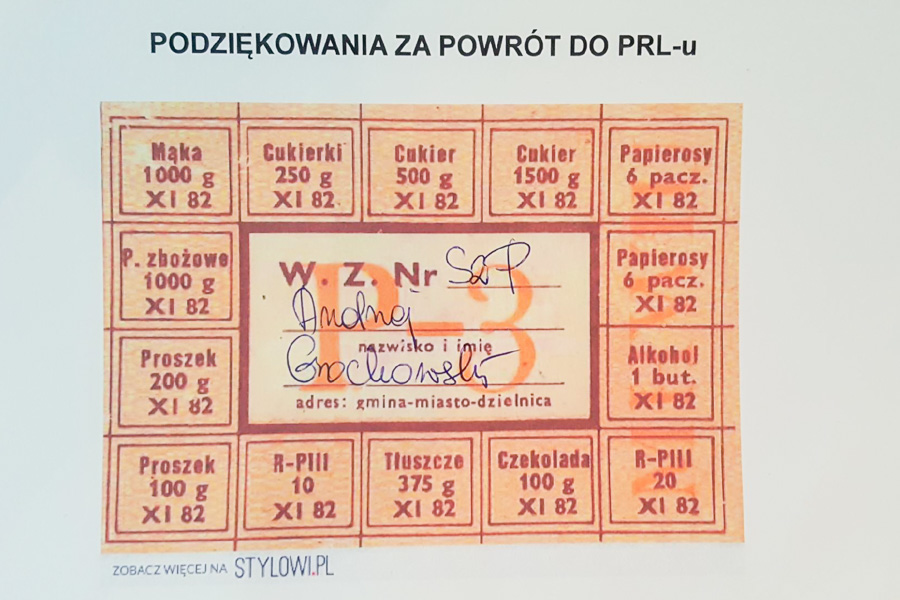 PODZIĘKOWANIA ZA POWRÓT DO PRL-u
Mąka
1000 g
XI 82
Cukierki
250 g
XI 82
Cukier
500 g
XI 82
Cukier
1500 g
XI 82
Papierosy
6 pacz.
XI 82
P. zbożowe
1000 g
XI 82
W. Z. Nr SzP
P-3
Andrzej
nazwisko i imię
Grochowski
adres: gmina-miasto-dzielnica
Papierosy
6 pacz.
XI 82
Proszek
200 g
XI 82
Alkohol
1 but.
XI 82
Proszek
100 g
XI 82
R-PIII
10
XI 82
Tłuszcze
375 g
XI 82
Czekolada
100 g
XI 82
R-PIII
20
XI 82
ZOBACZ WIĘCEJ NA STYLOWI.PL